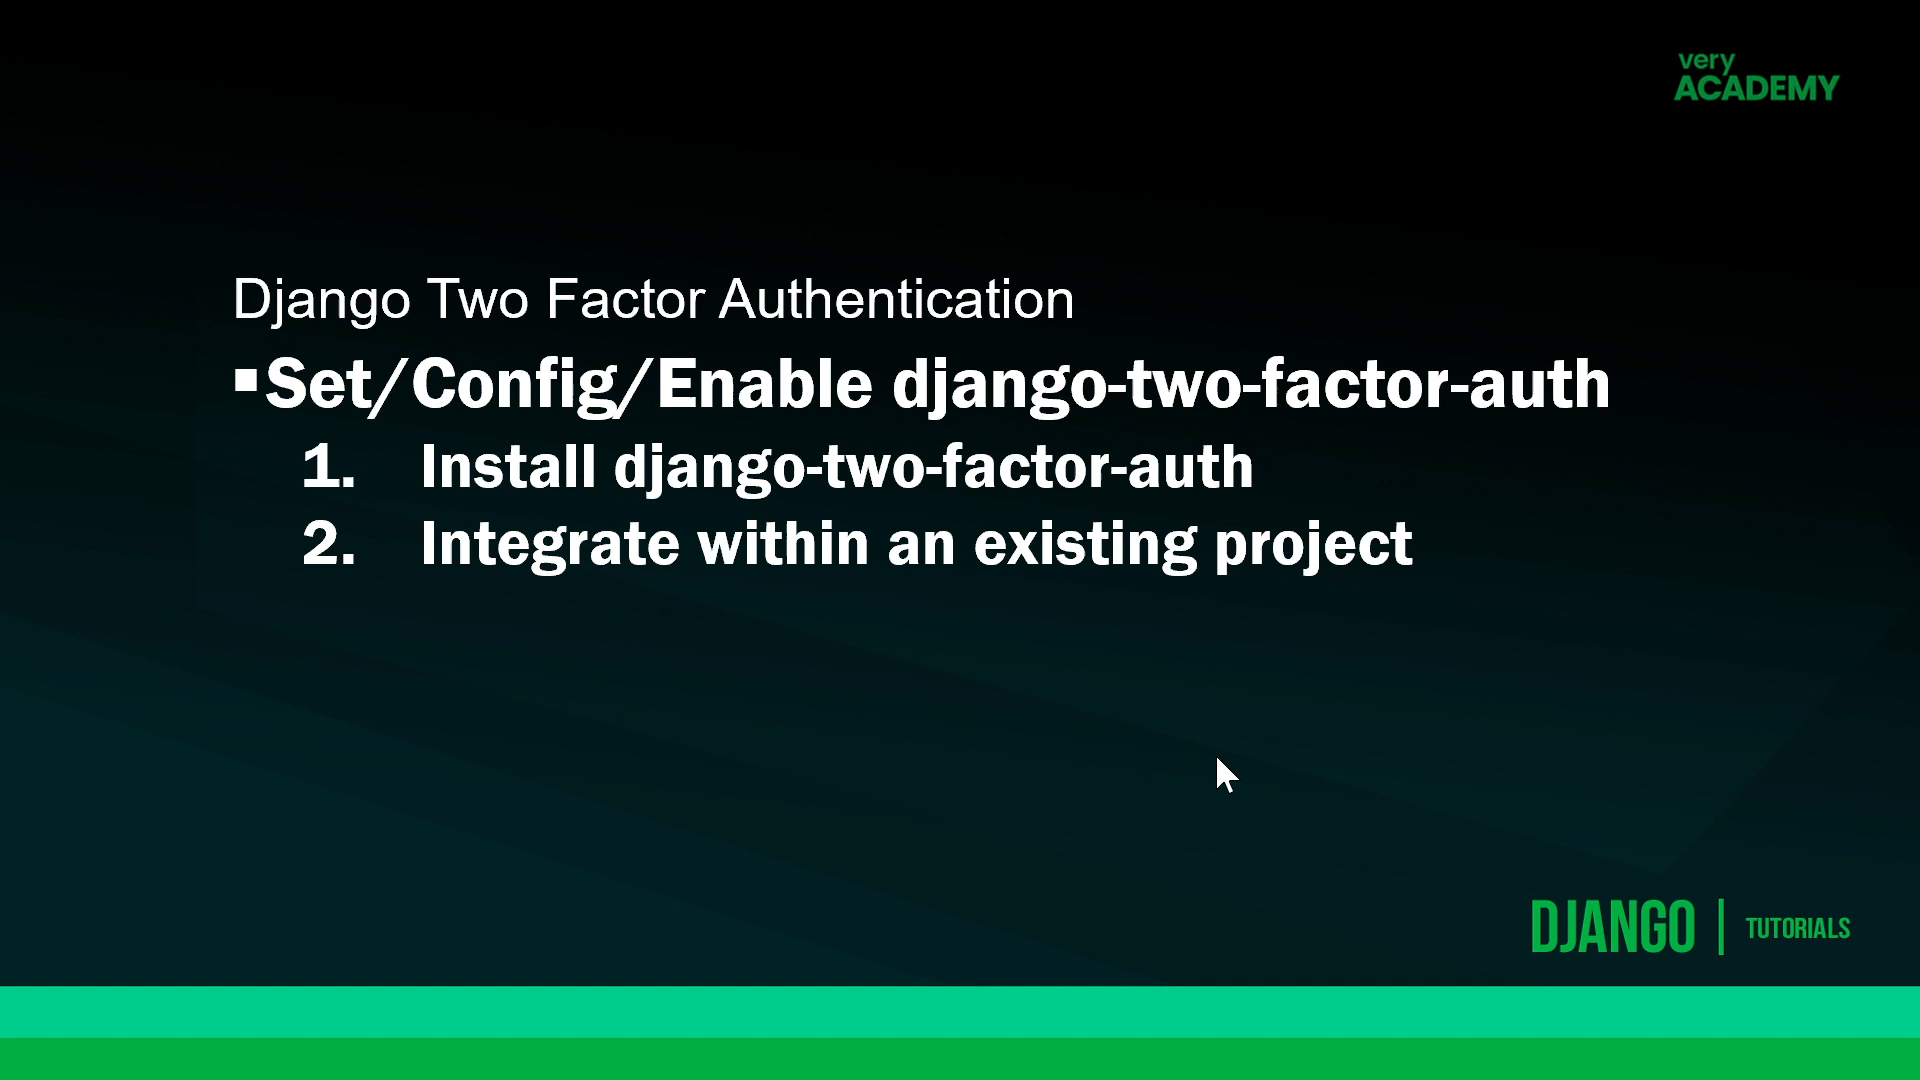 very
ACADEMY
Django Two Factor Authentication
▪Set/Config/Enable django-two-factor-auth
1. Install django-two-factor-auth
2. Integrate within an existing project
DJANGO | TUTORIALS